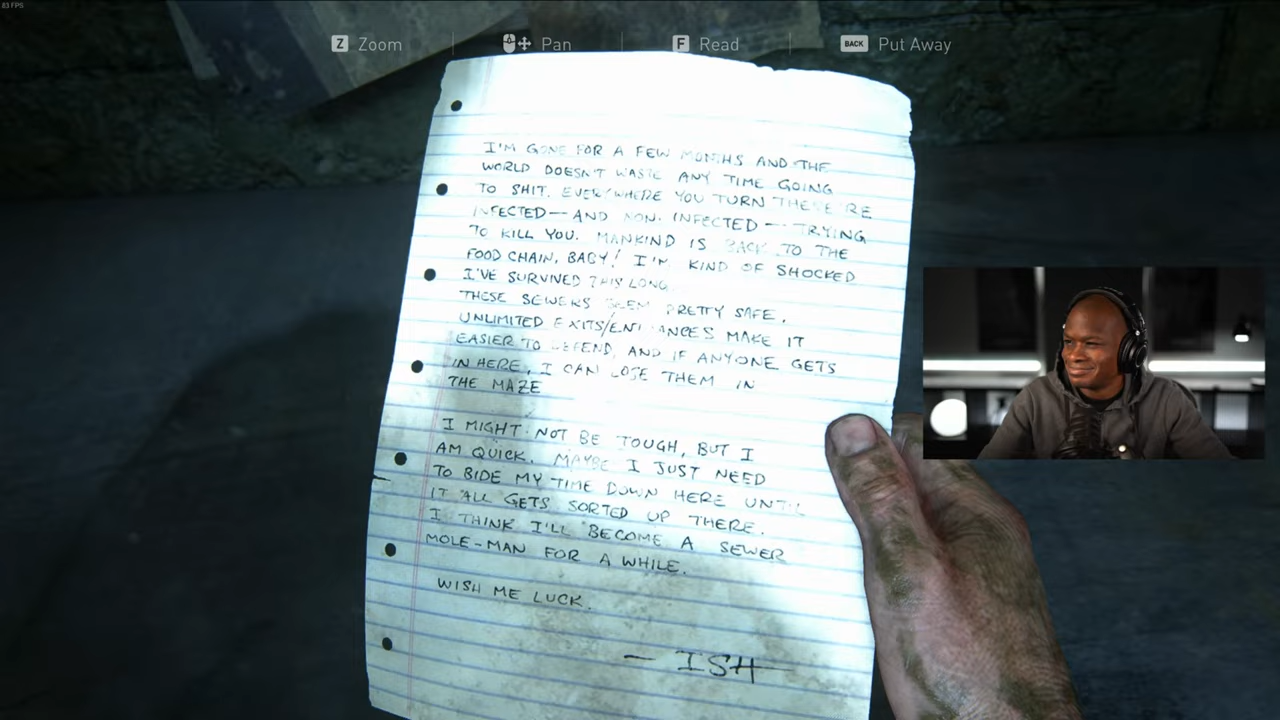 83 FPS
Z Zoom
Pan
F Read
BACK Put Away
I'M GONE FOR A FEW MONTHS AND THE
WORLD DOESN'T WASTE ANY TIME GOING
TO SHIT. EVERYWHERE YOU TURN THERE'RE
INFECTED — AND NON-INFECTED — TRYING
TO KILL YOU. MANKIND IS BACK TO THE
FOOD CHAIN, BABY! I'M KIND OF SHOCKED
I'VE SURVIVED THIS LONG.
THESE SEWERS SEEM PRETTY SAFE.
UNLIMITED EXITS/ENTRANCES MAKE IT
EASIER TO DEFEND, AND IF ANYONE GETS
IN HERE, I CAN LOSE THEM IN
THE MAZE
I MIGHT NOT BE TOUGH, BUT I
AM QUICK. MAYBE I JUST NEED
TO BIDE MY TIME DOWN HERE UNTIL
IT ALL GETS SORTED UP THERE.
I THINK I'LL BECOME A SEWER
MOLE-MAN FOR A WHILE.
WISH ME LUCK.
— ISH